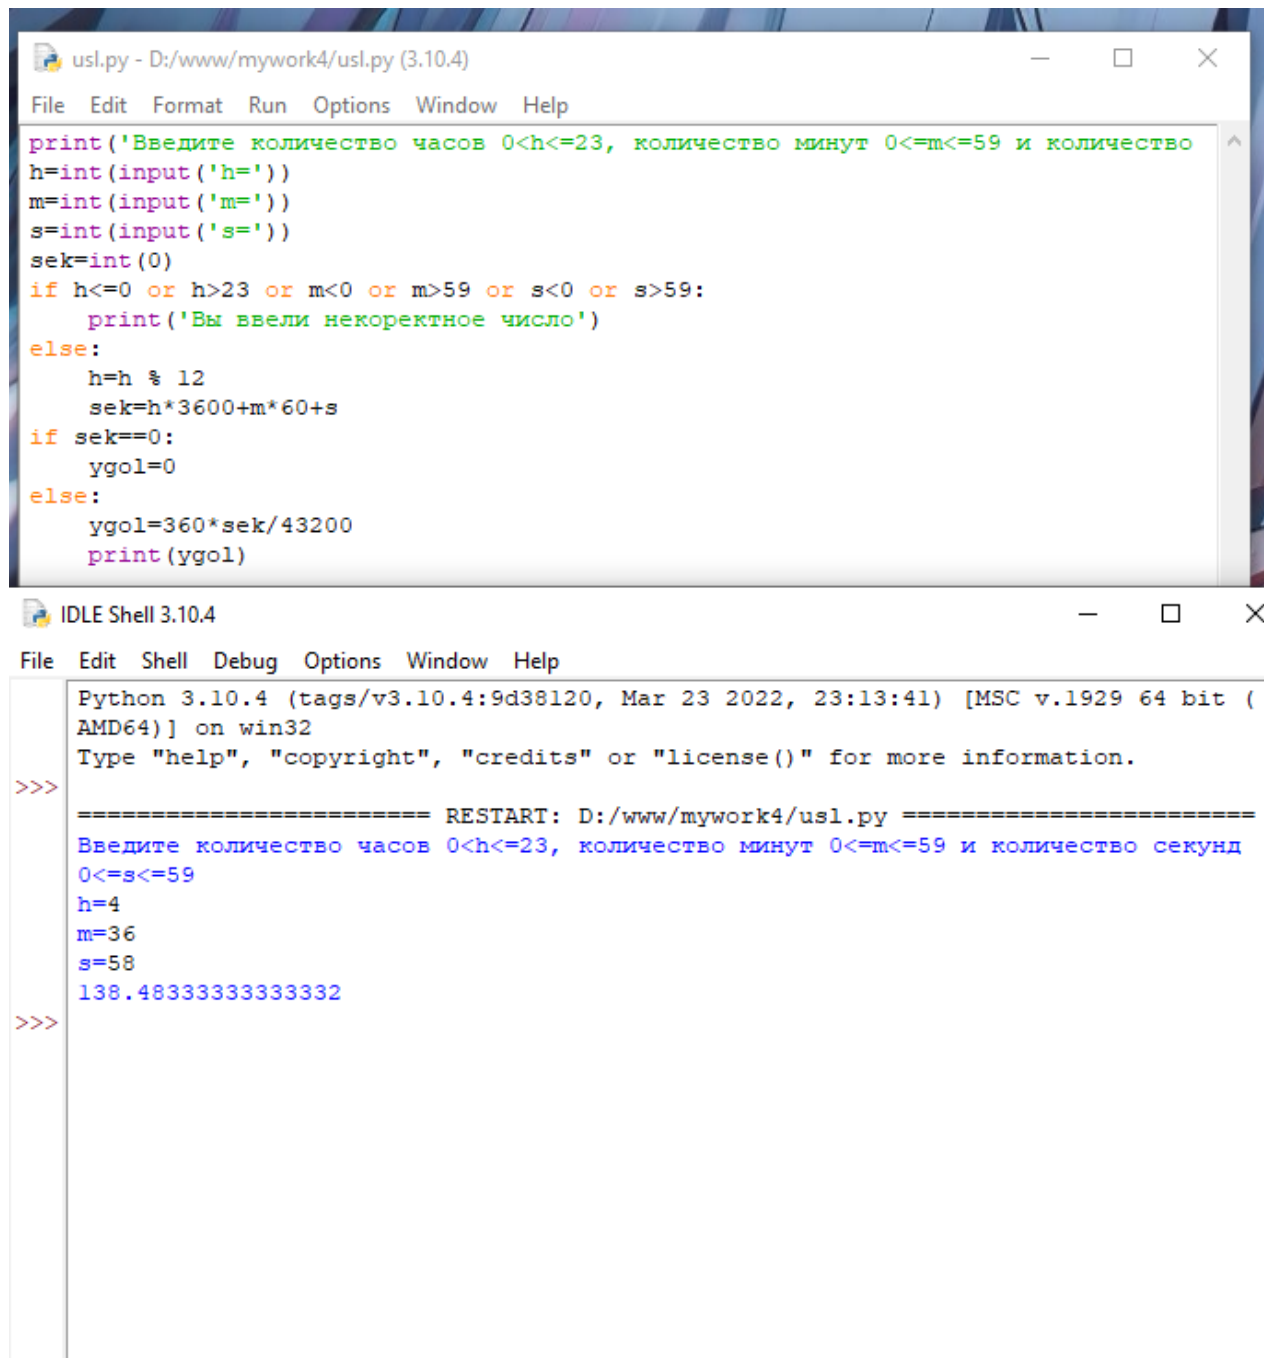 usl.py - D:/www/mywork4/usl.py (3.10.4)
File Edit Format Run Options Window Help
print('Введите количество часов 0<h<=23, количество минут 0<=m<=59 и количество
h=int(input('h='))
m=int(input('m='))
s=int(input('s='))
sek=int(0)
if h<=0 or h>23 or m<0 or m>59 or s<0 or s>59:
    print('Вы ввели некоректное число')
else:
    h=h % 12
    sek=h*3600+m*60+s
if sek==0:
    ygol=0
else:
    ygol=360*sek/43200
    print(ygol)
IDLE Shell 3.10.4
File Edit Shell Debug Options Window Help
Python 3.10.4 (tags/v3.10.4:9d38120, Mar 23 2022, 23:13:41) [MSC v.1929 64 bit (
AMD64)] on win32
Type "help", "copyright", "credits" or "license()" for more information.
>>>
======================== RESTART: D:/www/mywork4/usl.py ========================
Введите количество часов 0<h<=23, количество минут 0<=m<=59 и количество секунд
0<=s<=59
h=4
m=36
s=58
138.48333333333332
>>>